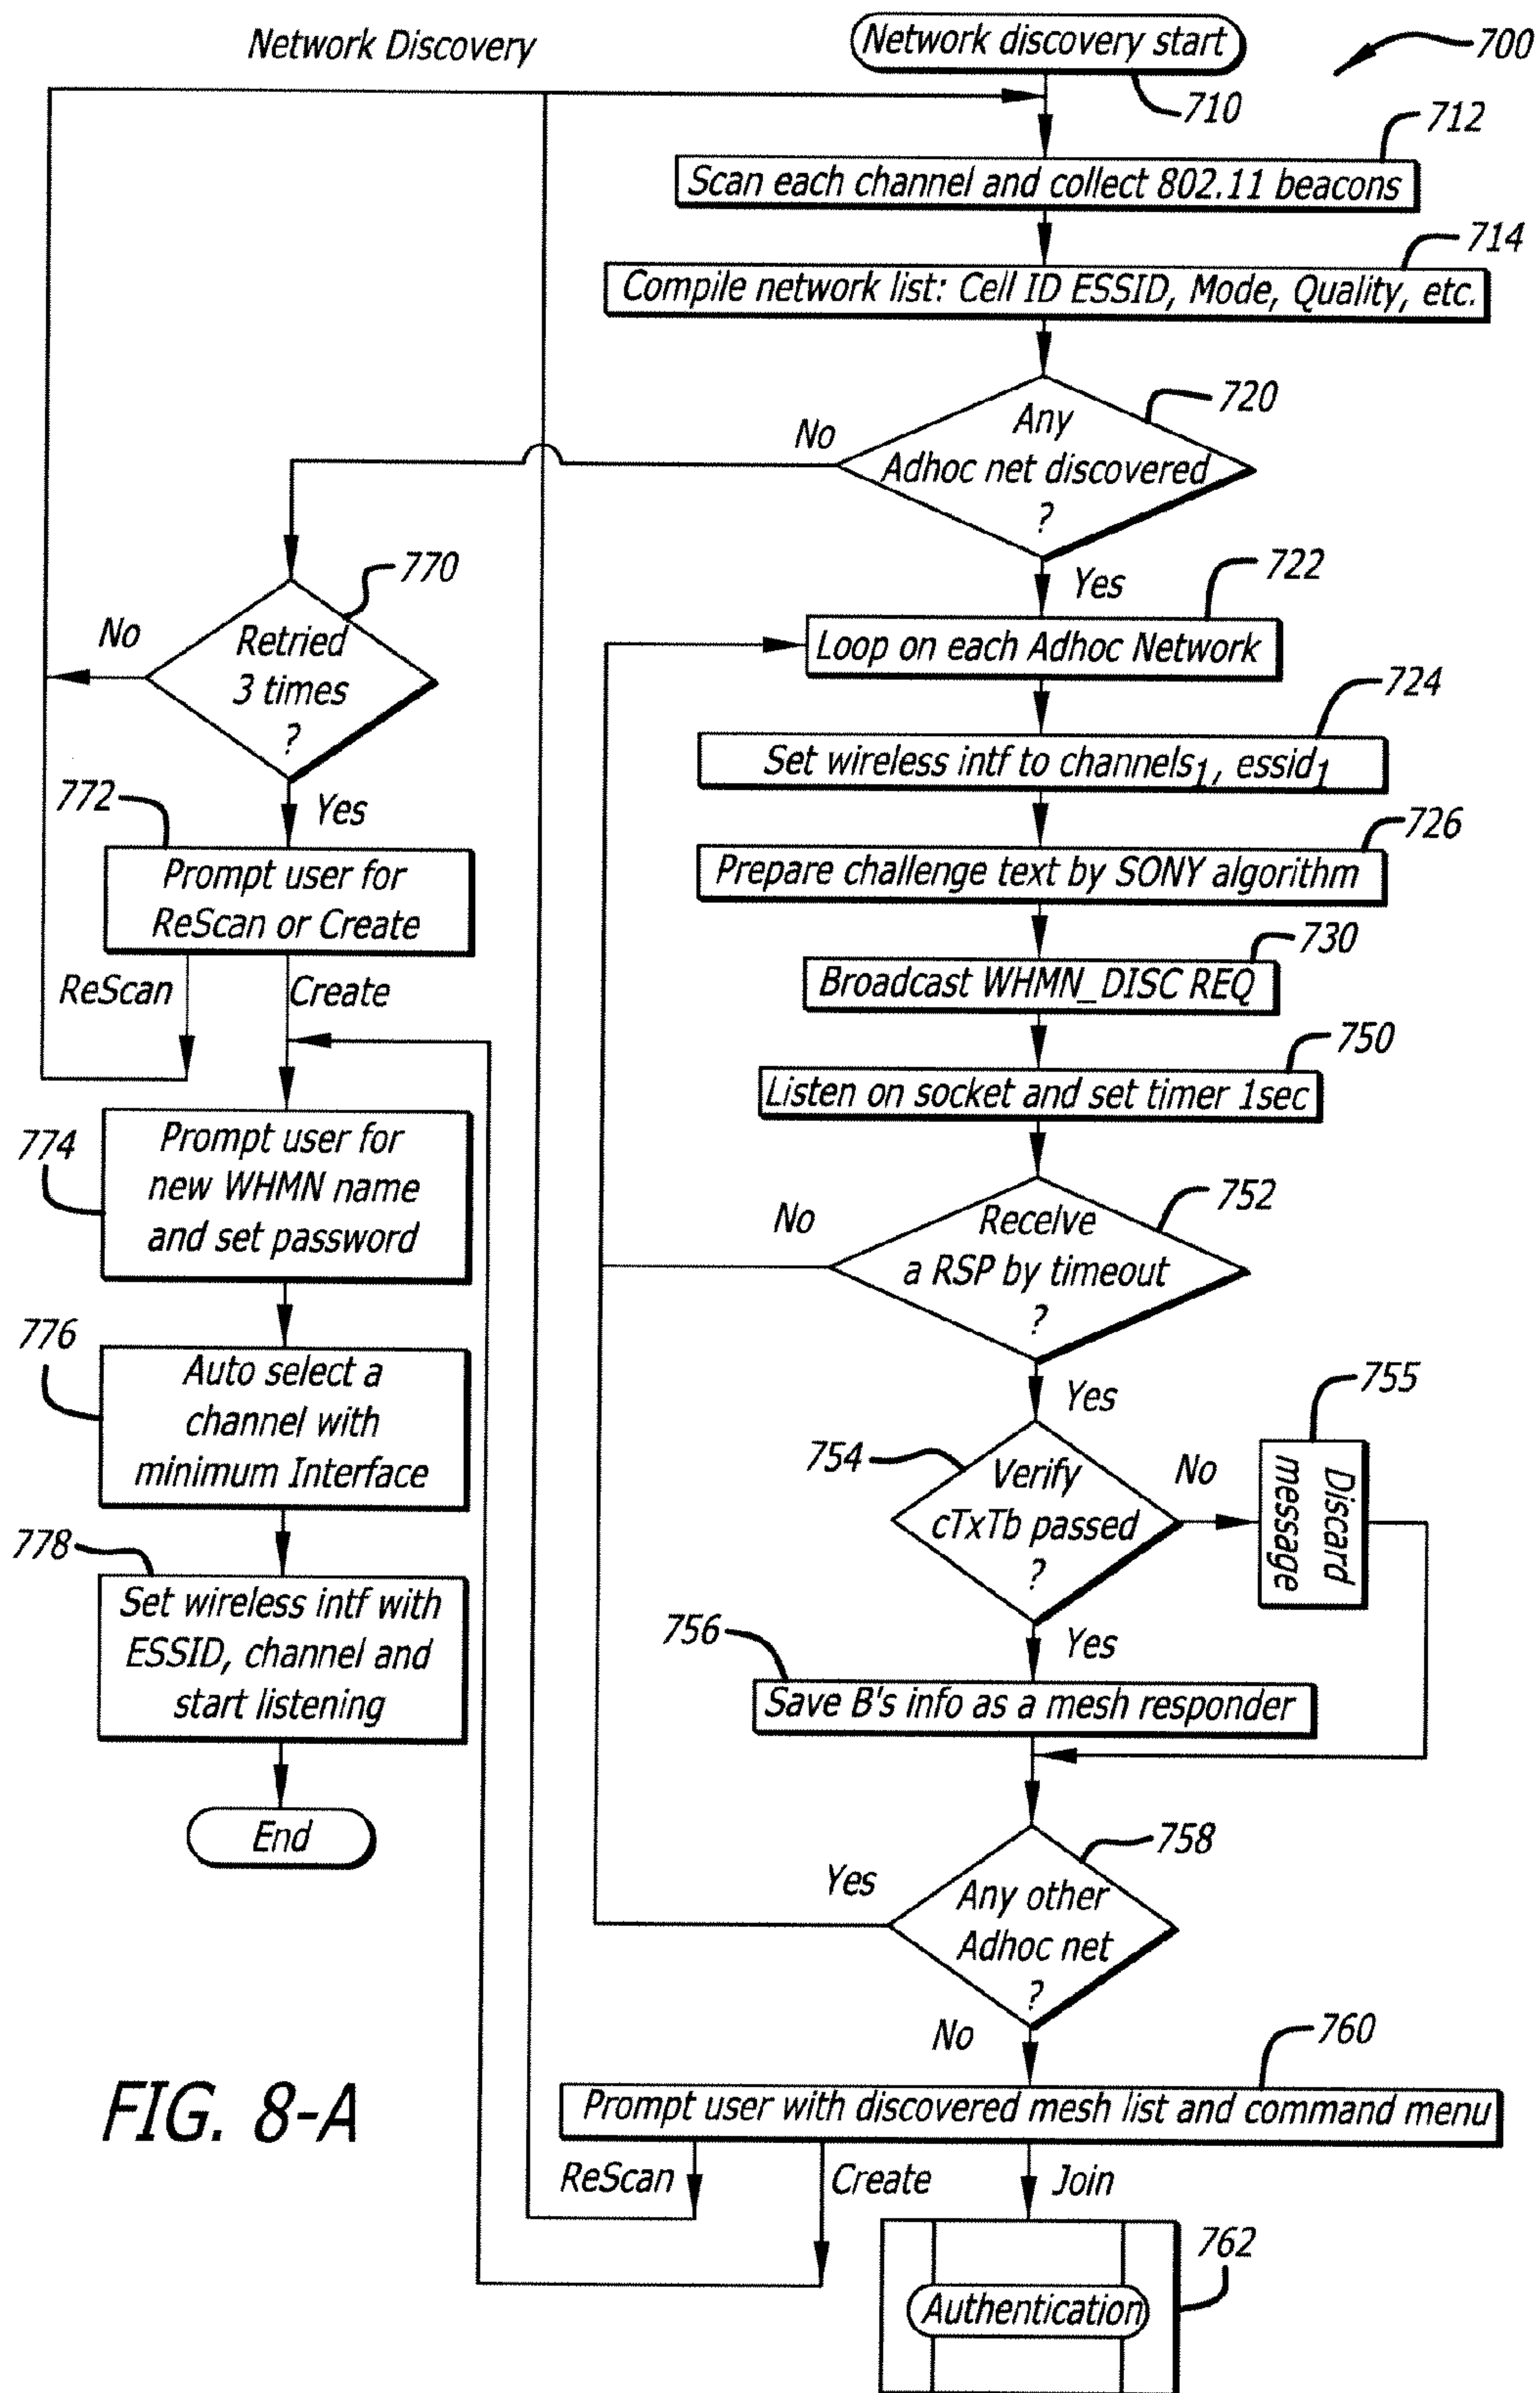 Network Discovery
Network discovery start
700
710
712
Scan each channel and collect 802.11 beacons
714
Compile network list: Cell ID ESSID, Mode, Quality, etc.
720
Any
Adhoc net discovered
?
No
Yes
770
Retried
3 times
?
No
Yes
722
Loop on each Adhoc Network
724
Set wireless intf to channels1, essid1
772
Prompt user for
ReScan or Create
726
Prepare challenge text by SONY algorithm
730
Broadcast WHMN_DISC REQ
ReScan
Create
750
Listen on socket and set timer 1sec
774
Prompt user for
new WHMN name
and set password
752
Receive
a RSP by timeout
?
No
Yes
776
Auto select a
channel with
minimum Interface
754
Verify
cTxTb passed
?
No
Yes
755
Discard
message
778
Set wireless intf with
ESSID, channel and
start listening
756
Save B's info as a mesh responder
End
758
Any other
Adhoc net
?
Yes
No
760
Prompt user with discovered mesh list and command menu
ReScan
Create
Join
762
Authentication
FIG. 8-A